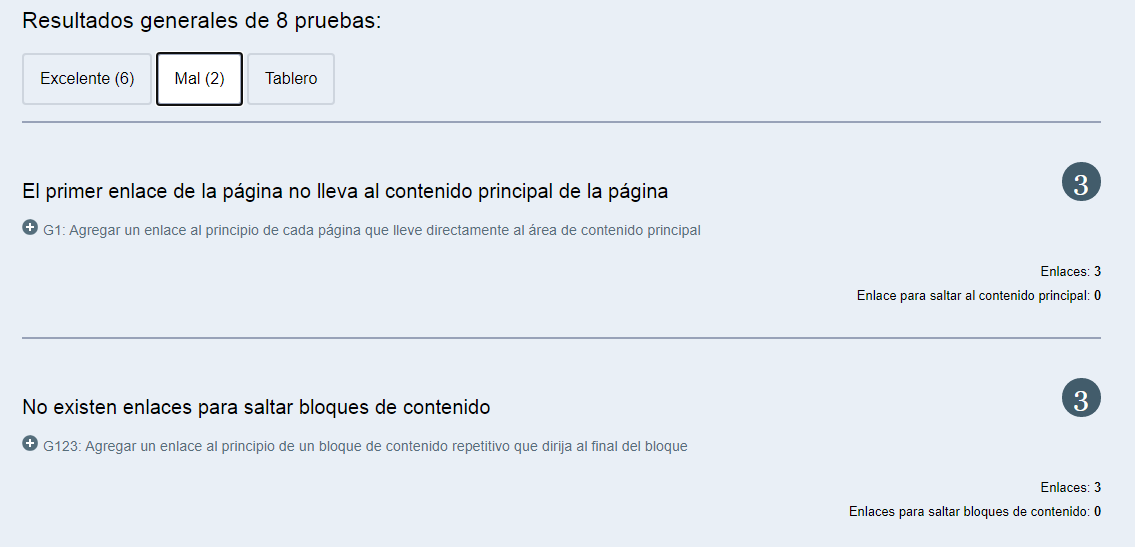 Resultados generales de 8 pruebas:
Excelente (6) Mal (2) Tablero
3
El primer enlace de la página no lleva al contenido principal de la página
G1: Agregar un enlace al principio de cada página que lleve directamente al área de contenido principal
Enlaces: 3
Enlace para saltar al contenido principal: 0
3
No existen enlaces para saltar bloques de contenido
G123: Agregar un enlace al principio de un bloque de contenido repetitivo que dirija al final del bloque
Enlaces: 3
Enlaces para saltar bloques de contenido: 0